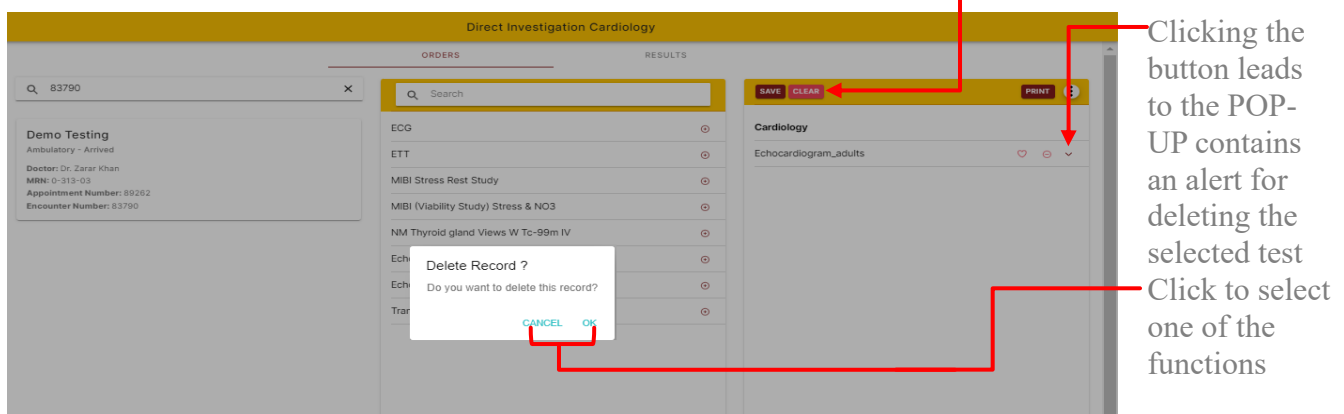 Direct Investigation Cardiology
ORDERS
RESULTS
83790
Demo Testing
Ambulatory - Arrived
Doctor: Dr. Zarar Khan
MRN: 0-313-03
Appointment Number: 89262
Encounter Number: 83790
Search
ECG
ETT
MIBI Stress Rest Study
MIBI (Viability Study) Stress & NO3
NM Thyroid gland Views W Tc-99m IV
Delete Record ?
Do you want to delete this record?
CANCEL OK
SAVE CLEAR PRINT
Cardiology
Echocardiogram_adults
Clicking the
button leads
to the POP-
UP contains
an alert for
deleting the
selected test
Click to select
one of the
functions